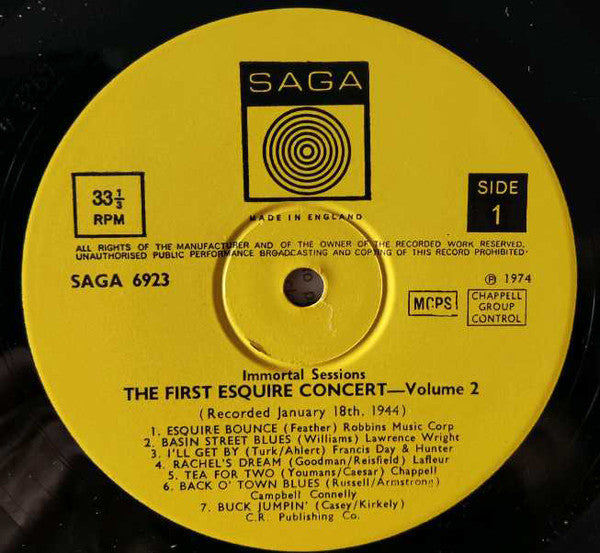 SAGA
33⅓
RPM
SIDE
1
MADE IN ENGLAND
ALL RIGHTS OF THE MANUFACTURER AND OF THE OWNER OF THE RECORDED WORK RESERVED.
UNAUTHORISED PUBLIC PERFORMANCE BROADCASTING AND COPYING OF THIS RECORD PROHIBITED.
SAGA 6923
℗ 1974
MCPS
CHAPPELL
GROUP
CONTROL
Immortal Sessions
THE FIRST ESQUIRE CONCERT—Volume 2
(Recorded January 18th, 1944)
1. ESQUIRE BOUNCE (Feather) Robbins Music Corp
2. BASIN STREET BLUES (Williams) Lawrence Wright
3. I'LL GET BY (Turk/Ahlert) Francis Day & Hunter
4. RACHEL'S DREAM (Goodman/Reisfield) Lafleur
5. TEA FOR TWO (Youmans/Caesar) Chappell
6. BACK O' TOWN BLUES (Russell/Armstrong)
Campbell Connelly
7. BUCK JUMPIN' (Casey/Kirkely)
C.R. Publishing Co.